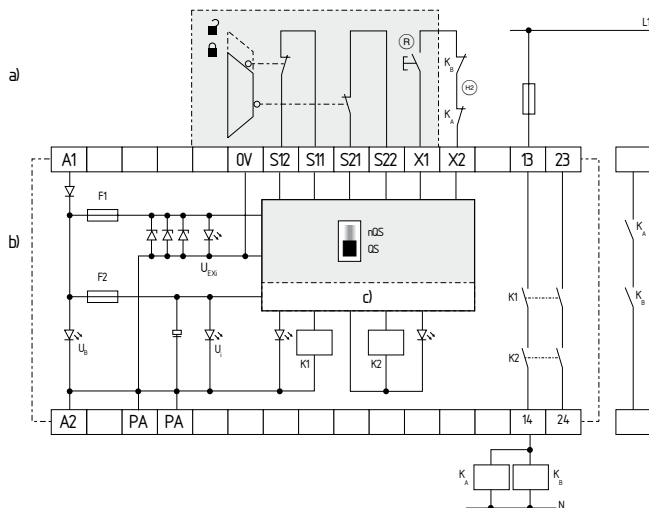 L1
a)
R
K_B
H2
K_A
A1 0V S12 S11 S21 S22 X1 X2 13 23
F1
nQS
QS
b)
U_EXi
K_A
F2
c)
K1
K_B
U_B
U_i
K1
K2
K2
A2 PA PA 14 24
K_A
K_B
N